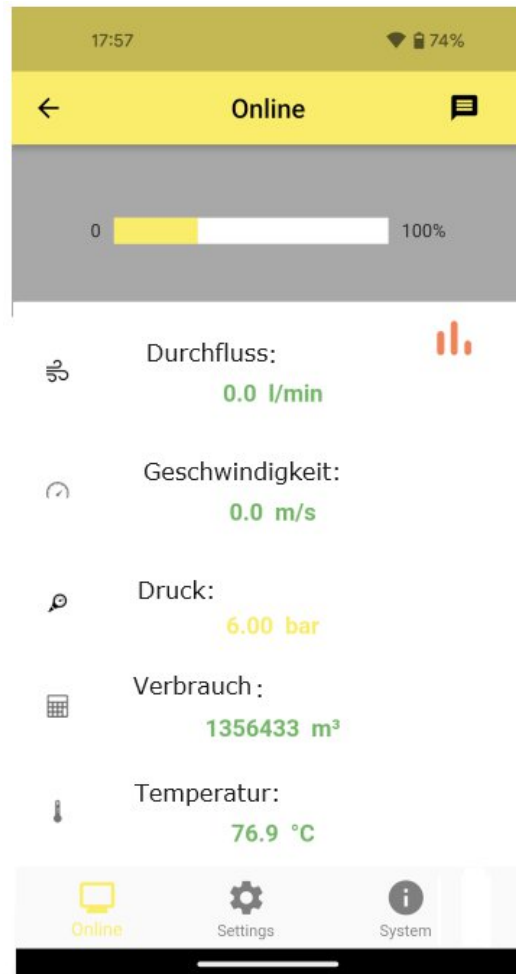 17:57 74%
Online
0 100%
Durchfluss:
0.0 l/min
Geschwindigkeit:
0.0 m/s
Druck:
6.00 bar
Verbrauch :
1356433 m³
Temperatur:
76.9 °C
Online Settings System